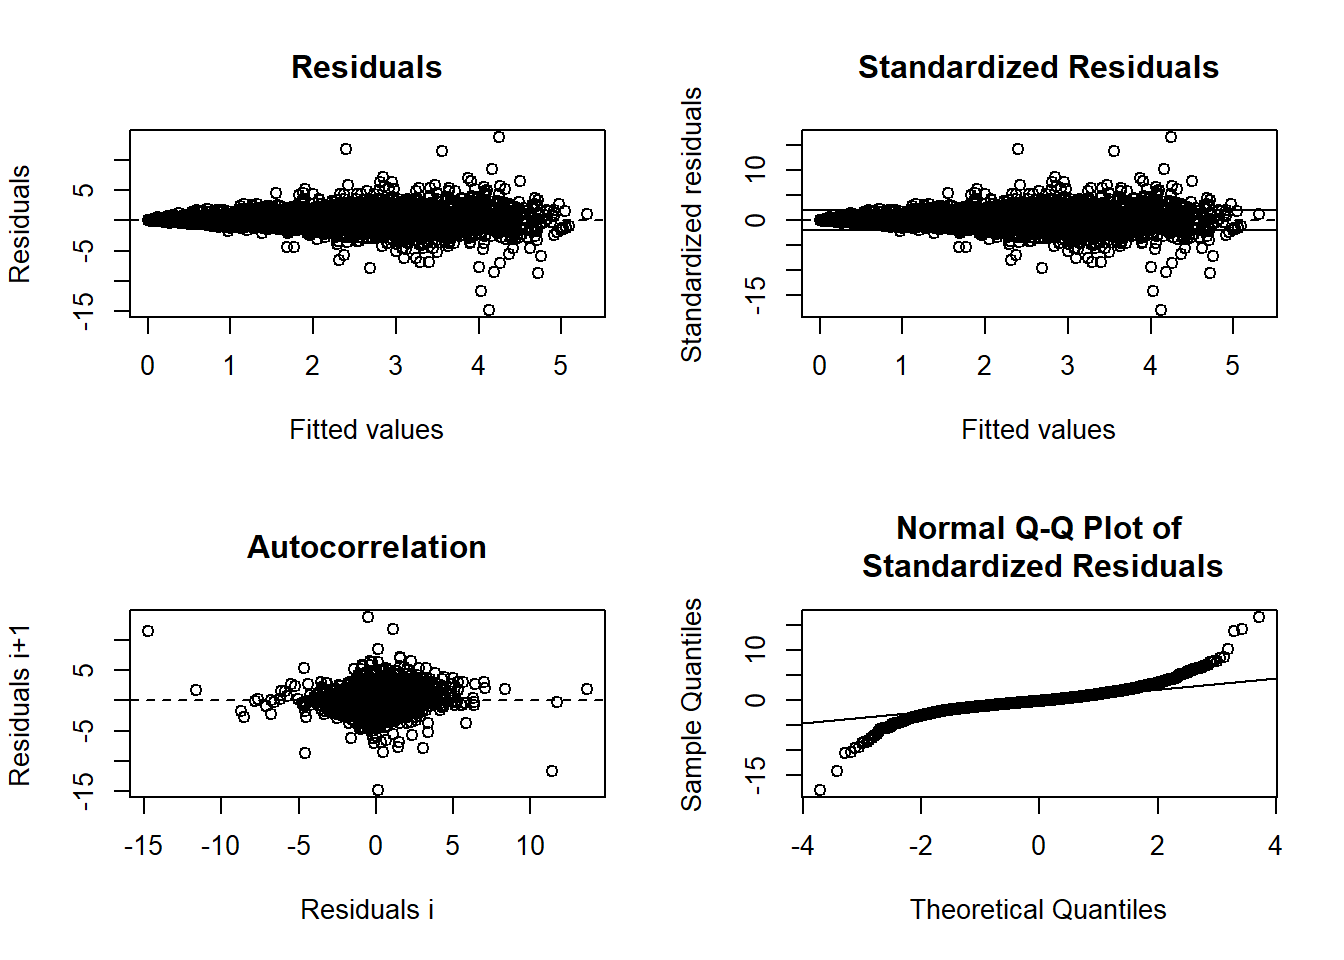 Residuals
Residuals
5
-5
-15
0 1 2 3 4 5
Fitted values
Standardized Residuals
Standardized residuals
10
0
-15
0 1 2 3 4 5
Fitted values
Autocorrelation
Residuals i+1
5
-5
-15
-15 -10 -5 0 5 10
Residuals i
Normal Q-Q Plot of
Standardized Residuals
Sample Quantiles
10
0
-15
-4 -2 0 2 4
Theoretical Quantiles